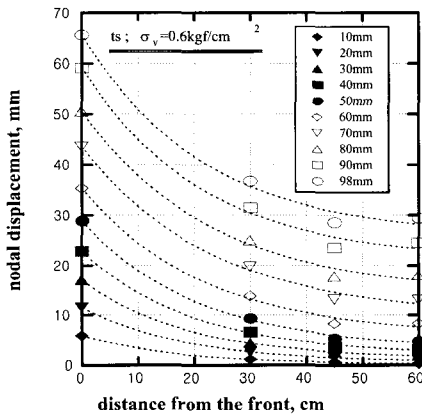 ts ; σv=0.6kgf/cm2
10mm
20mm
30mm
40mm
50mm
60mm
70mm
80mm
90mm
98mm
nodal displacement, mm
70
60
50
40
30
20
10
0
0 10 20 30 40 50 60
distance from the front, cm